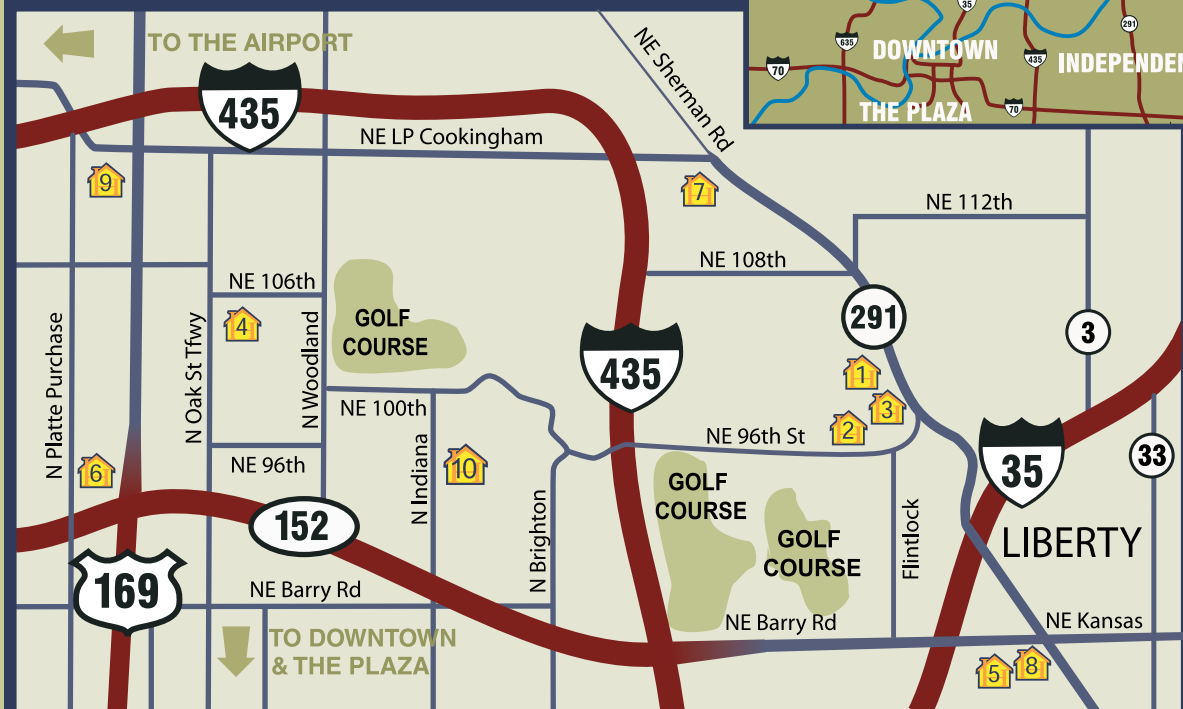 TO THE AIRPORT
435
NE LP Cookingham
NE Sherman Rd
35
291
635
DOWNTOWN
435
70
THE PLAZA
70
9
7
NE 112th
NE 108th
NE 106th
4
GOLF
COURSE
291
3
N Platte Purchase
N Oak St Tfwy
N Woodland
435
1
3
2
NE 100th
NE 96th St
NE 96th
6
10
N Indiana
N Brighton
GOLF
COURSE
GOLF
COURSE
Flintlock
35
33
LIBERTY
152
169
NE Barry Rd
NE Barry Rd
NE Kansas
TO DOWNTOWN
& THE PLAZA
5
8